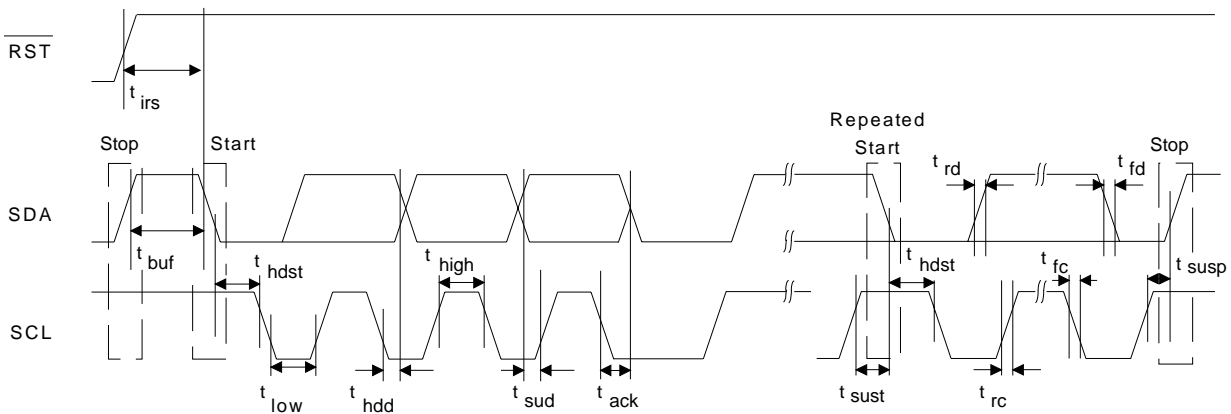 RST
t irs
Repeated
Stop Start Start Stop
t rd t fd
SDA
t buf t hdst t high t hdst t fc t susp
SCL
t low t hdd t sud t ack t sust t rc